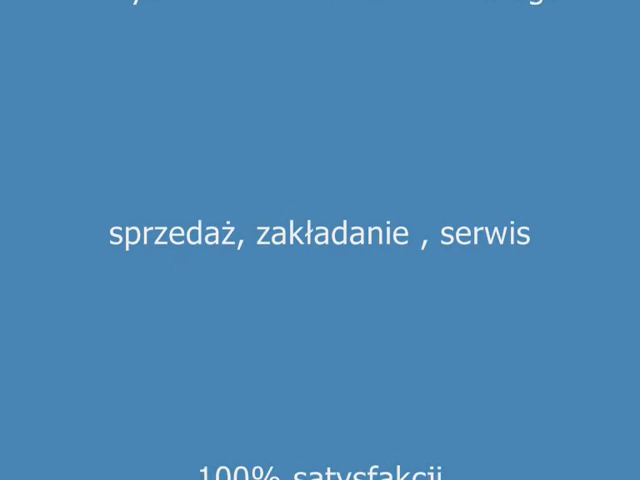 sprzedaż, zakładanie , serwis
100% satysfakcji